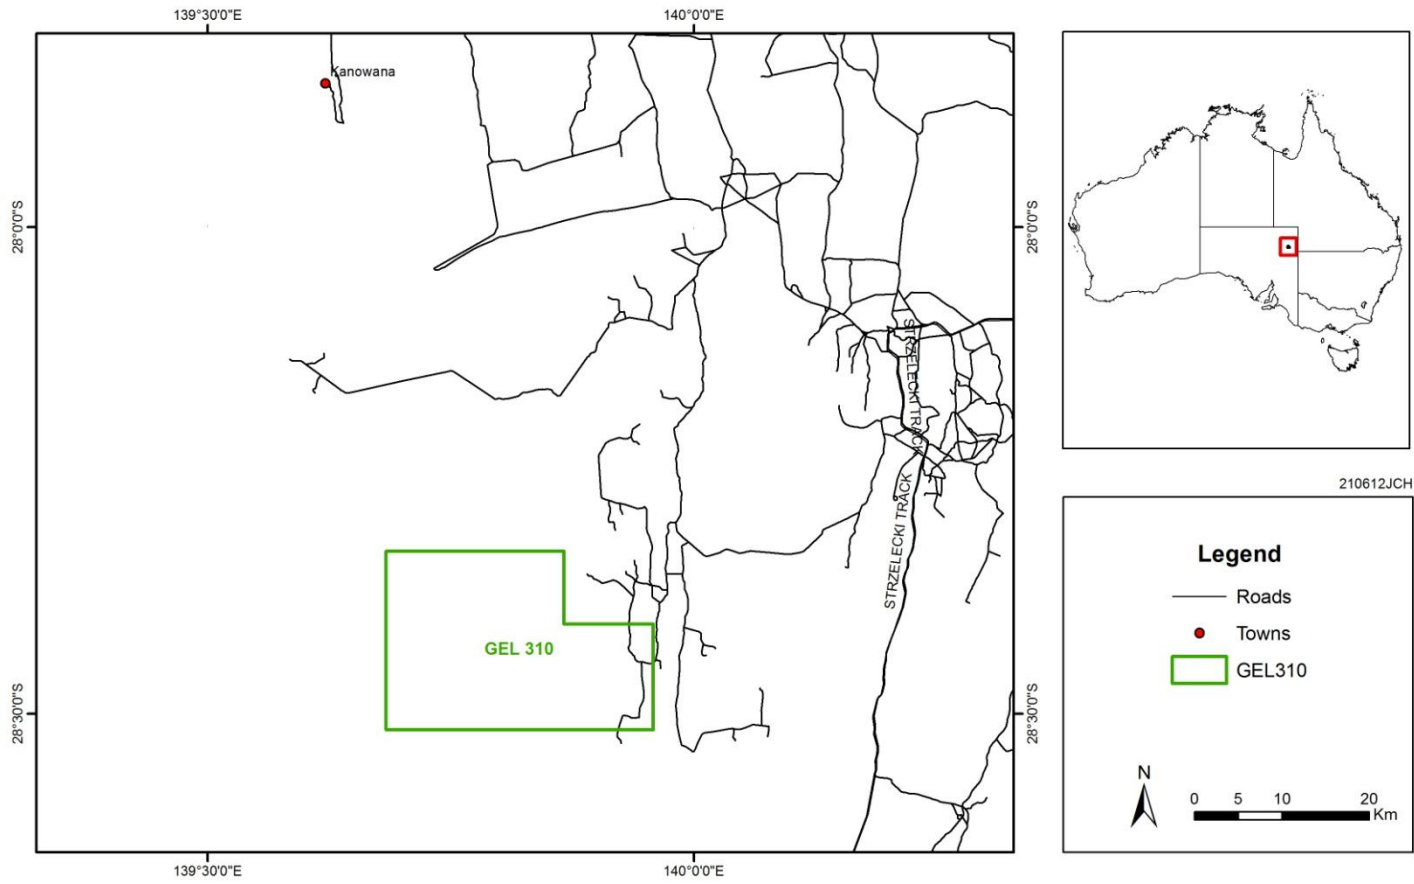 139°30'0"E
140°0'0"E
Kanowana
28°0'0"S
28°0'0"S
STRZELECKI TRACK
STRZELECKI TRACK
GEL 310
28°30'0"S
28°30'0"S
139°30'0"E
140°0'0"E
210612JCH
Legend
Roads
Towns
GEL310
N
0 5 10 20
Km